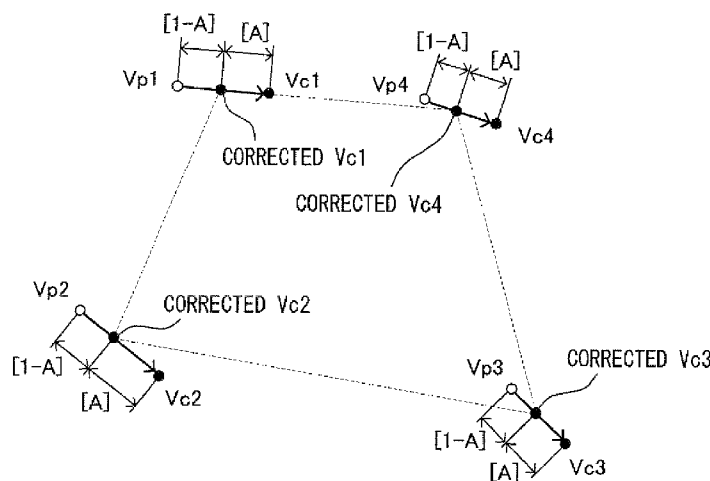 [1-A] [A]
Vp1 Vc1
CORRECTED Vc1
[1-A] [A]
Vp4
Vc4
CORRECTED Vc4
Vp2
CORRECTED Vc2
[1-A]
[A]
Vc2
CORRECTED Vc3
Vp3
[1-A]
[A]
Vc3